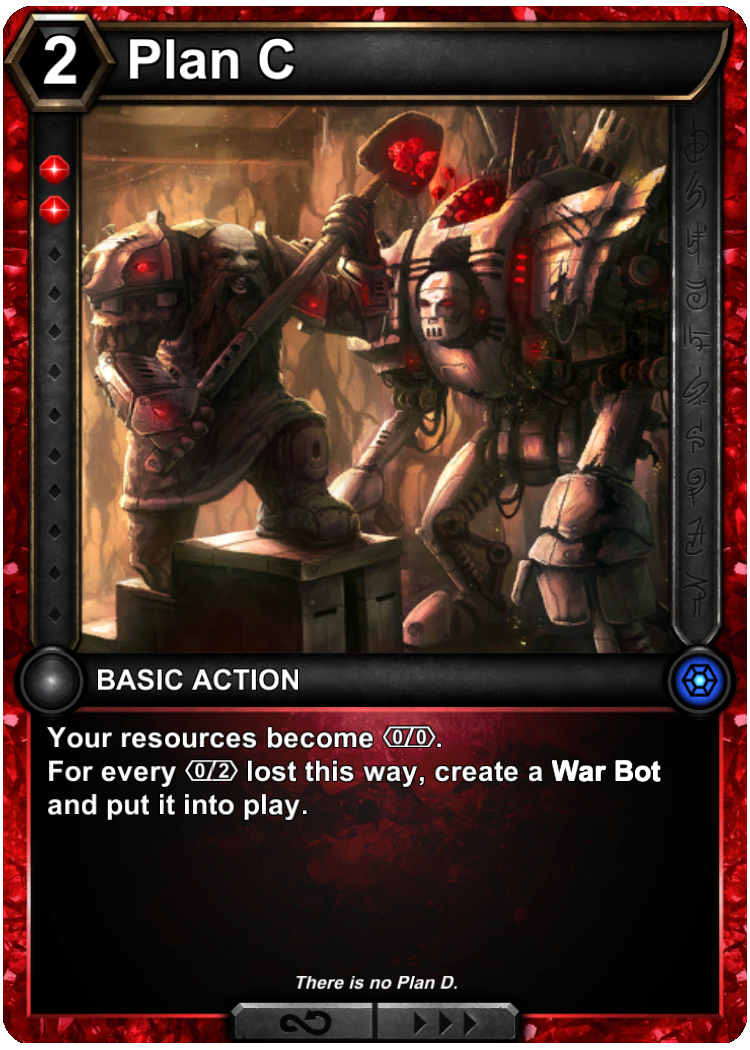 2 Plan C
BASIC ACTION
Your resources become 0/0.
For every 0/2 lost this way, create a War Bot
and put it into play.
There is no Plan D.